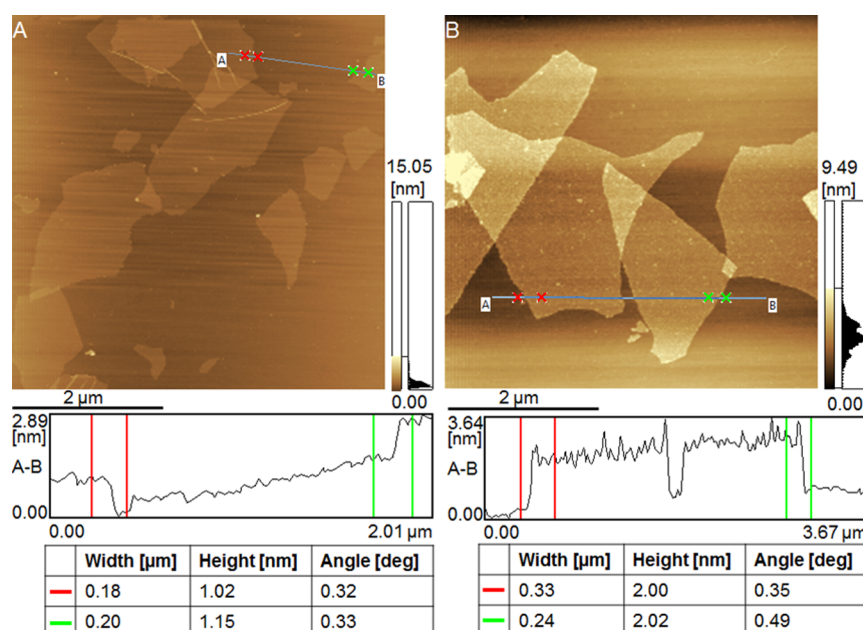 A
A
B
15.05
[nm]
0.00
2 µm
2.89
[nm]
A-B
0.00
0.00
2.01 µm
Width [µm] Height [nm] Angle [deg]
0.18 1.02 0.32
0.20 1.15 0.33
B
A
B
9.49
[nm]
0.00
2 µm
3.64
[nm]
A-B
0.00
0.00
3.67 µm
Width [µm] Height [nm] Angle [deg]
0.33 2.00 0.35
0.24 2.02 0.49